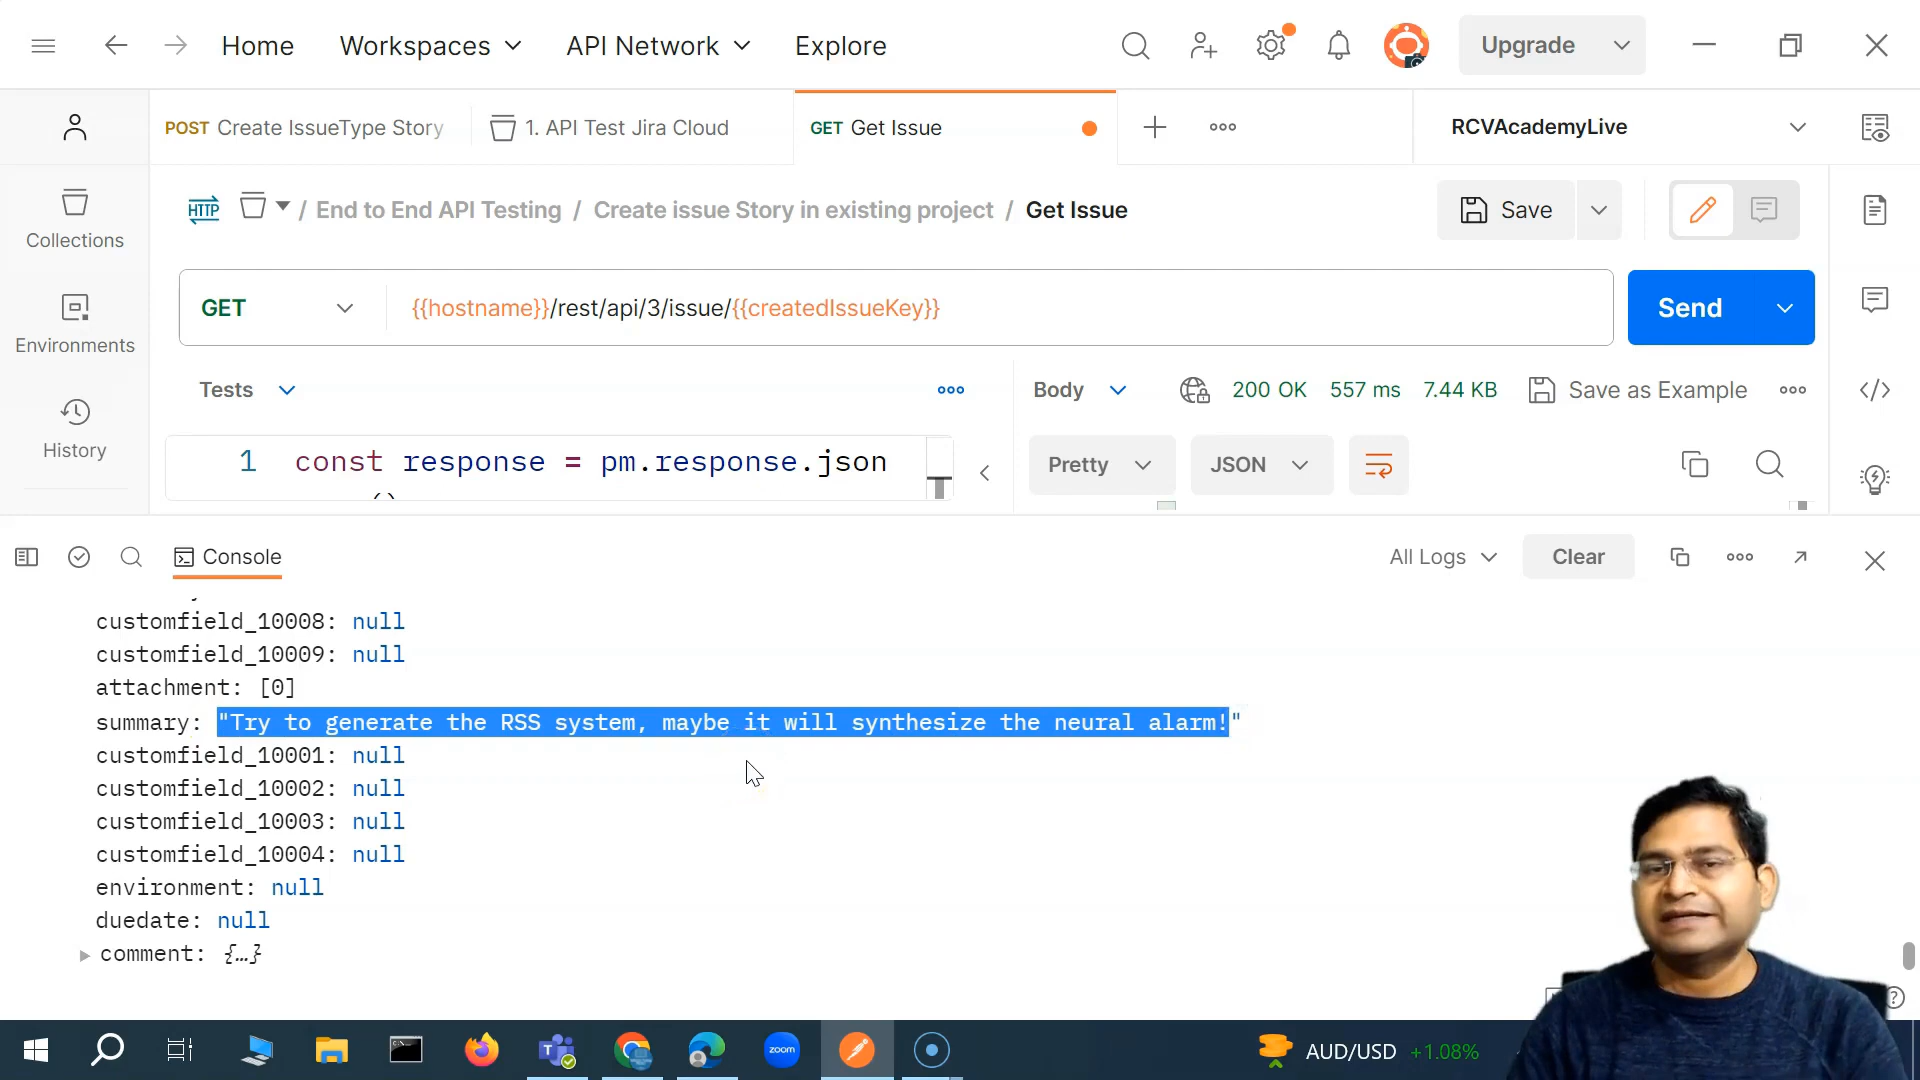 Home Workspaces API Network Explore Upgrade
POST Create IssueType Story 1. API Test Jira Cloud GET Get Issue RCVAcademyLive
HTTP / End to End API Testing / Create issue Story in existing project / Get Issue Save
Collections
GET {{hostname}}/rest/api/3/issue/{{createdIssueKey}} Send
Environments
Tests Body 200 OK 557 ms 7.44 KB Save as Example
History
1 const response = pm.response.json
()
Pretty JSON
Console All Logs Clear
customfield_10008: null
customfield_10009: null
attachment: [0]
summary: "Try to generate the RSS system, maybe it will synthesize the neural alarm!"
customfield_10001: null
customfield_10002: null
customfield_10003: null
customfield_10004: null
environment: null
duedate: null
comment: {…}
zoom AUD/USD +1.08%